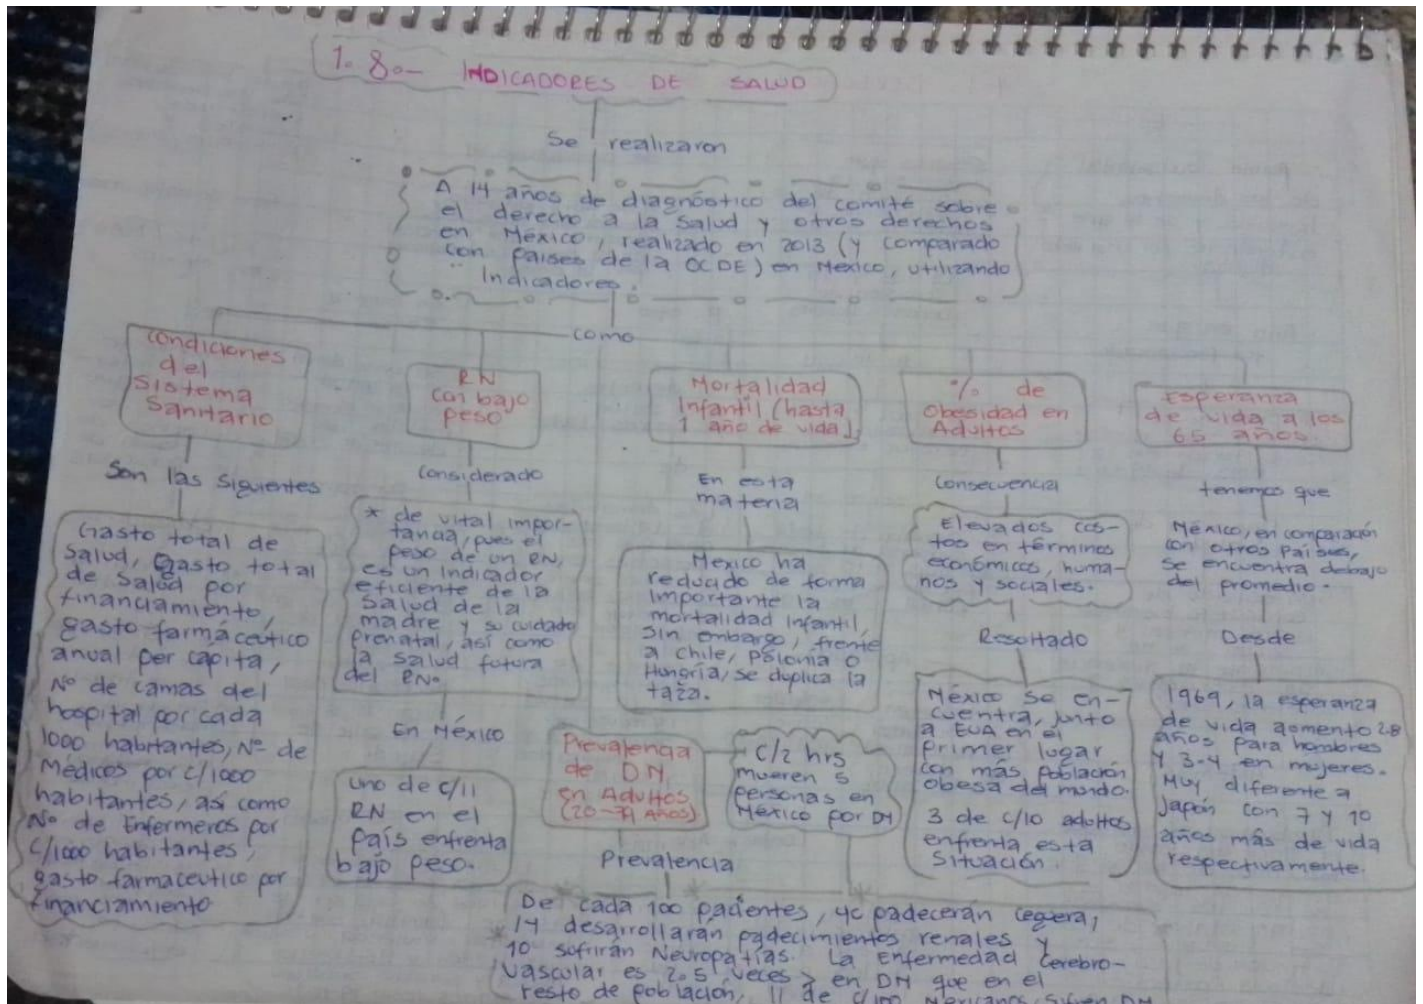 1.8.- INDICADORES DE SALUD
Se realizaron
A 14 años de diagnóstico del comité sobre
el derecho a la salud y otros derechos
en México, realizado en 2013 (y comparado
con países de la OCDE) en Mexico, utilizando
Indicadores.
como
Condiciones
del
Sistema
Sanitario
Son las siguientes
Gasto total de
Salud, Gasto total
de Salud por
financiamiento,
gasto farmáceutico
anual per cápita,
Nº de camas del
hospital por cada
1000 habitantes, Nº de
Médicos por c/1000
habitantes, así como
Nº de Enfermeros por
c/1000 habitantes,
gasto farmaceutico por
financiamiento
RN
con bajo
peso
Considerado
* de vital impor-
tancia, pues el
peso de un RN,
es un indicador
eficiente de la
Salud de la
madre y su cuidado
prenatal, así como
la salud futura
del RN.
En México
uno de c/11
RN en el
país enfrenta
bajo peso.
Mortalidad
Infantil (hasta
1 año de vida)
En esta
materia
Mexico ha
reducido de forma
importante la
mortalidad infantil,
sin embargo, frente
a Chile, Polonia o
Hungría, se duplica la
taza.
Prevalencia
de DM
en Adultos
(20-79 Años)
c/2 hrs
mueren 5
personas en
México por DM
Prevalencia
De cada 100 pacientes, 40 padecerán ceguera,
14 desarrollarán padecimientos renales y
10 sufrirán Neuropatías. La Enfermedad cerebro-
vascular es 2.5 veces > en DM que en el
resto de población, 11 de c/100 Mexicanos sufren DM
% de
Obesidad en
Adultos
Consecuencia
Elevados cos-
tos en términos
económicos, huma-
nos y sociales.
Resultado
México se en-
cuentra, junto
a EUA en el
primer lugar
con más población
obesa del mundo.
3 de c/10 adultos
enfrenta esta
Situación.
Esperanza
de vida a los
65 años.
tenemos que
México, en comparación
con otros países,
se encuentra debajo
del promedio.
Desde
1969, la esperanza
de vida aumento 2.8
años para hombres
y 3.4 en mujeres.
Muy diferente a
Japón con 7 y 10
años más de vida
respectivamente.